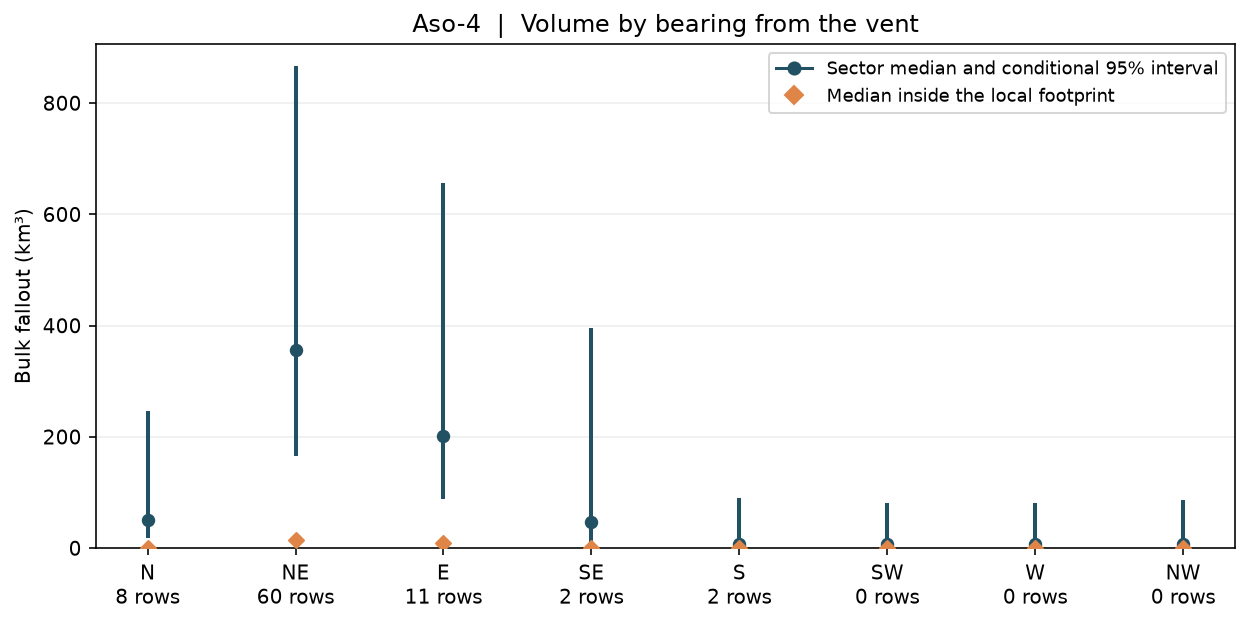 Aso-4 | Volume by bearing from the vent
Sector median and conditional 95% interval
Median inside the local footprint
Bulk fallout (km³)
800
600
400
200
0
N
8 rows
NE
60 rows
E
11 rows
SE
2 rows
S
2 rows
SW
0 rows
W
0 rows
NW
0 rows